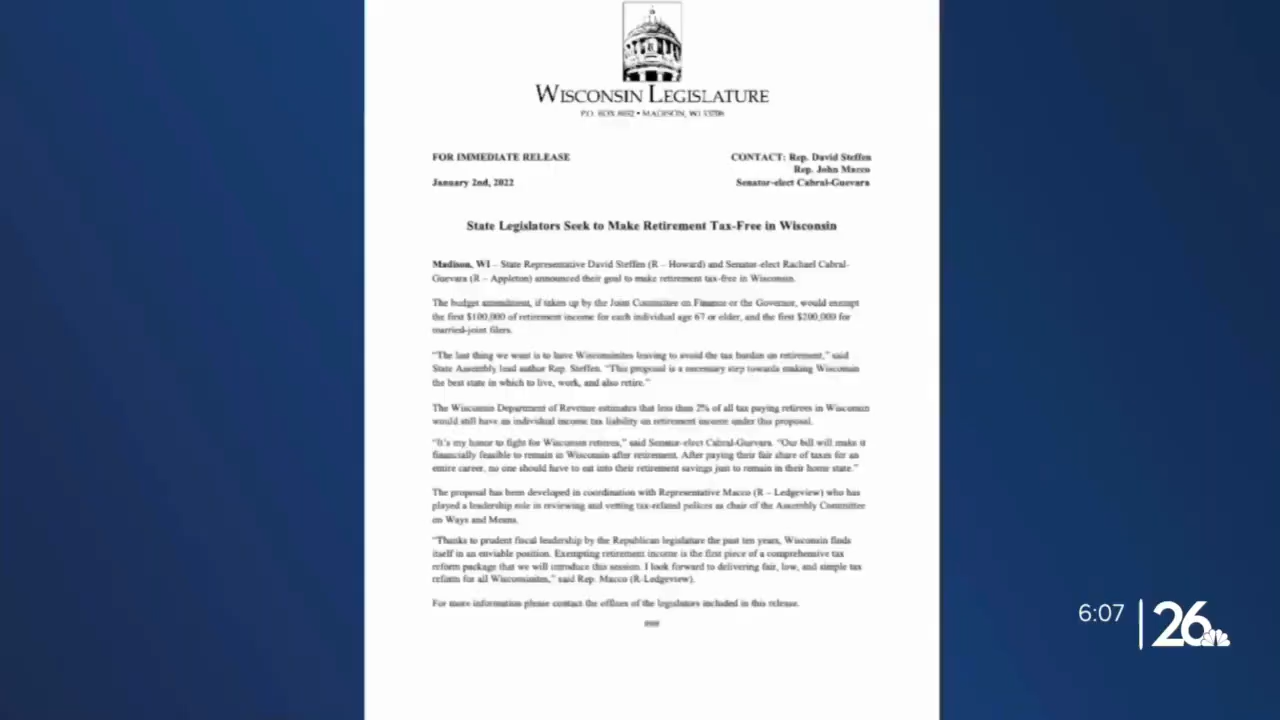 WISCONSIN LEGISLATURE
P.O. BOX 8952 • MADISON, WI 53708
FOR IMMEDIATE RELEASE
CONTACT: Rep. David Steffen
Rep. John Macco
January 2nd, 2022
Senator-elect Cabral-Guevara
State Legislators Seek to Make Retirement Tax-Free in Wisconsin
Madison, WI – State Representative David Steffen (R – Howard) and Senator-elect Rachael Cabral-
Guevara (R – Appleton) announced their goal to make retirement tax-free in Wisconsin.
The budget amendment, if taken up by the Joint Committee on Finance or the Governor, would exempt
the first $100,000 of retirement income for each individual age 67 or elder, and the first $200,000 for
married-joint filers.
"The last thing we want is to have Wisconsinites leaving to avoid the tax burden on retirement," said
State Assembly lead author Rep. Steffen. "This proposal is a necessary step towards making Wisconsin
the best state in which to live, work, and also retire."
The Wisconsin Department of Revenue estimates that less than 2% of all tax paying retirees in Wisconsin
would still have an individual income tax liability on retirement income under this proposal.
"It's my honor to fight for Wisconsin retirees," said Senator-elect Cabral-Guevara. "Our bill will make it
financially feasible to remain in Wisconsin after retirement. After paying their fair share of taxes for an
entire career, no one should have to eat into their retirement savings just to remain in their home state."
The proposal has been developed in coordination with Representative Macco (R – Ledgeview) who has
played a leadership role in reviewing and vetting tax-related polices as chair of the Assembly Committee
on Ways and Means.
"Thanks to prudent fiscal leadership by the Republican legislature the past ten years, Wisconsin finds
itself in an enviable position. Exempting retirement income is the first piece of a comprehensive tax
reform package that we will introduce this session. I look forward to delivering fair, low, and simple tax
reform for all Wisconsinites," said Rep. Macco (R-Ledgeview).
For more information please contact the offices of the legislators included in this release.
###
6:07
26